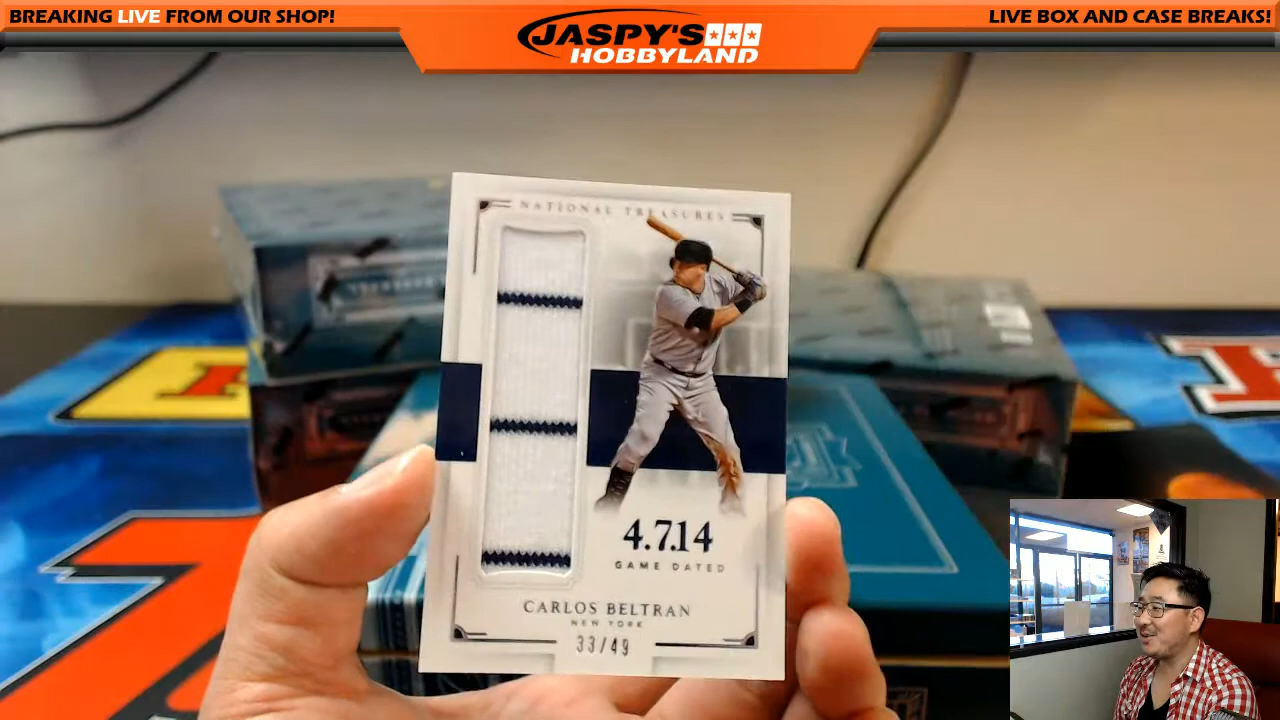 BREAKING LIVE FROM OUR SHOP!
JASPY'S
HOBBYLAND
LIVE BOX AND CASE BREAKS!
NATIONAL TREASURES
4.7.14
GAME DATED
CARLOS BELTRAN
NEW YORK
33/49